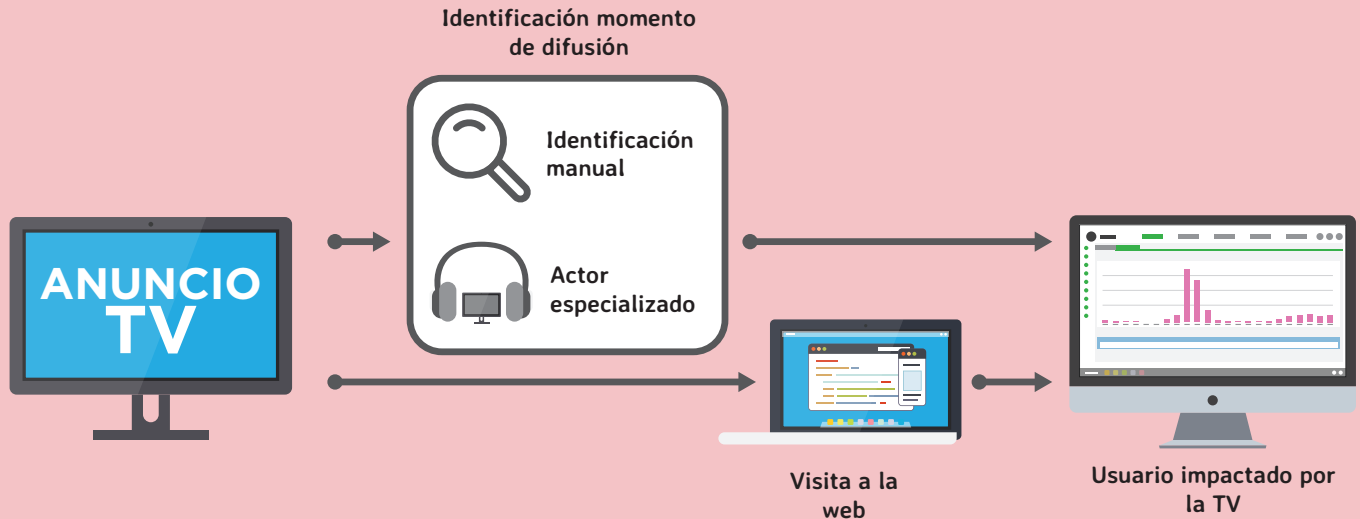 Identificación momento
de difusión
Identificación
manual
ANUNCIO
TV
Actor
especializado
Visita a la
web
Usuario impactado por
la TV